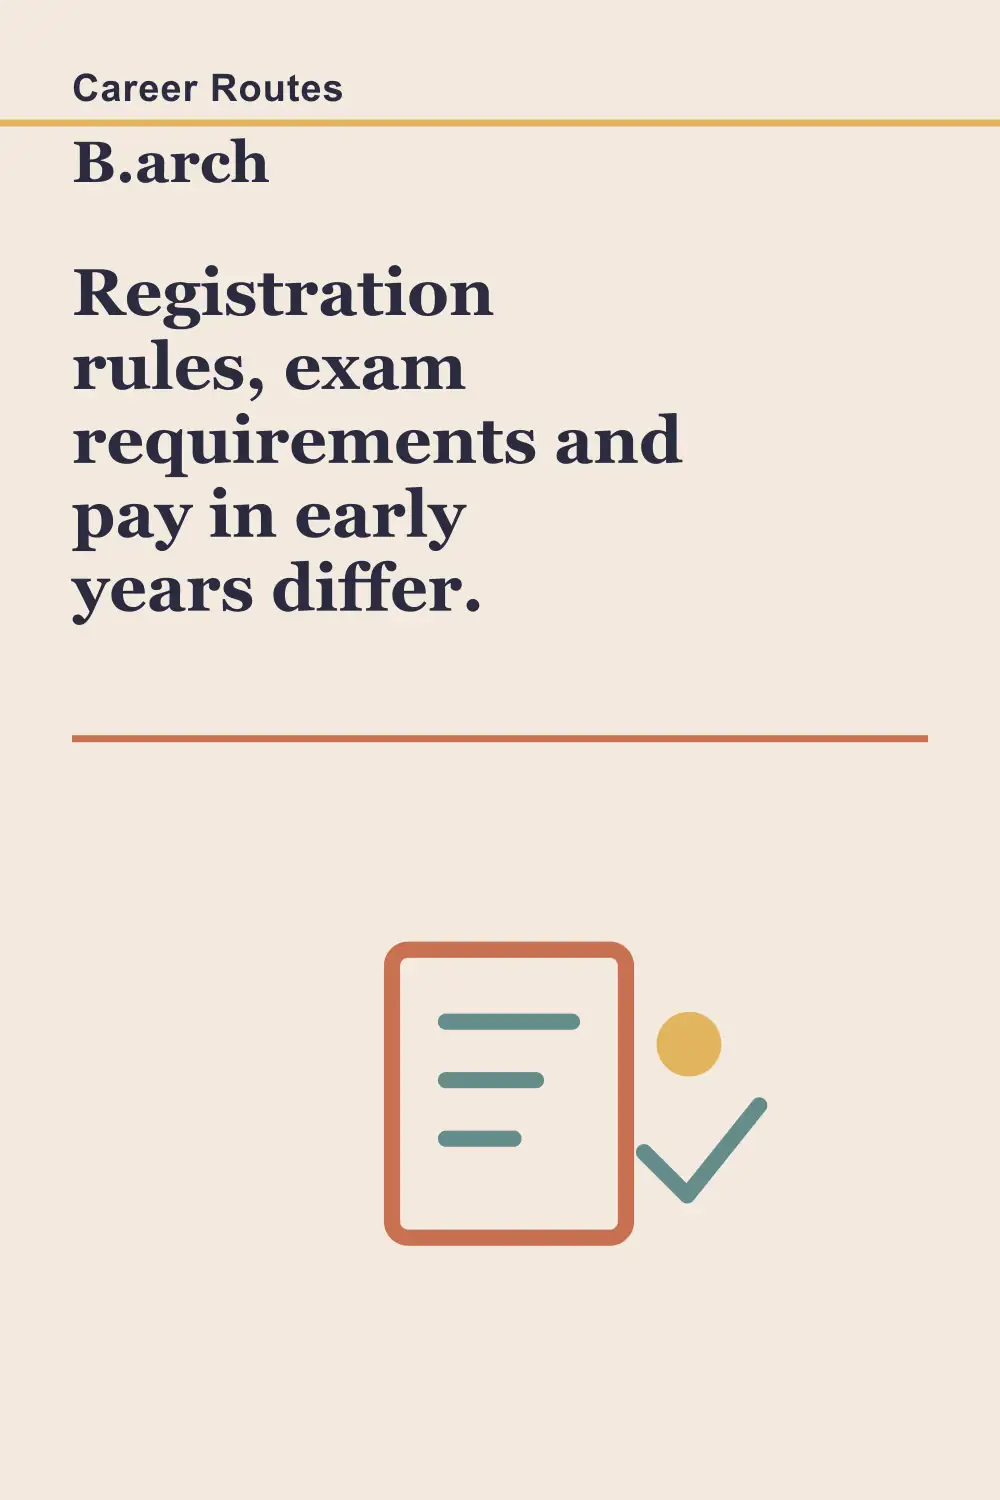 Career Routes
B.arch
Registration
rules, exam
requirements and
pay in early
years differ.